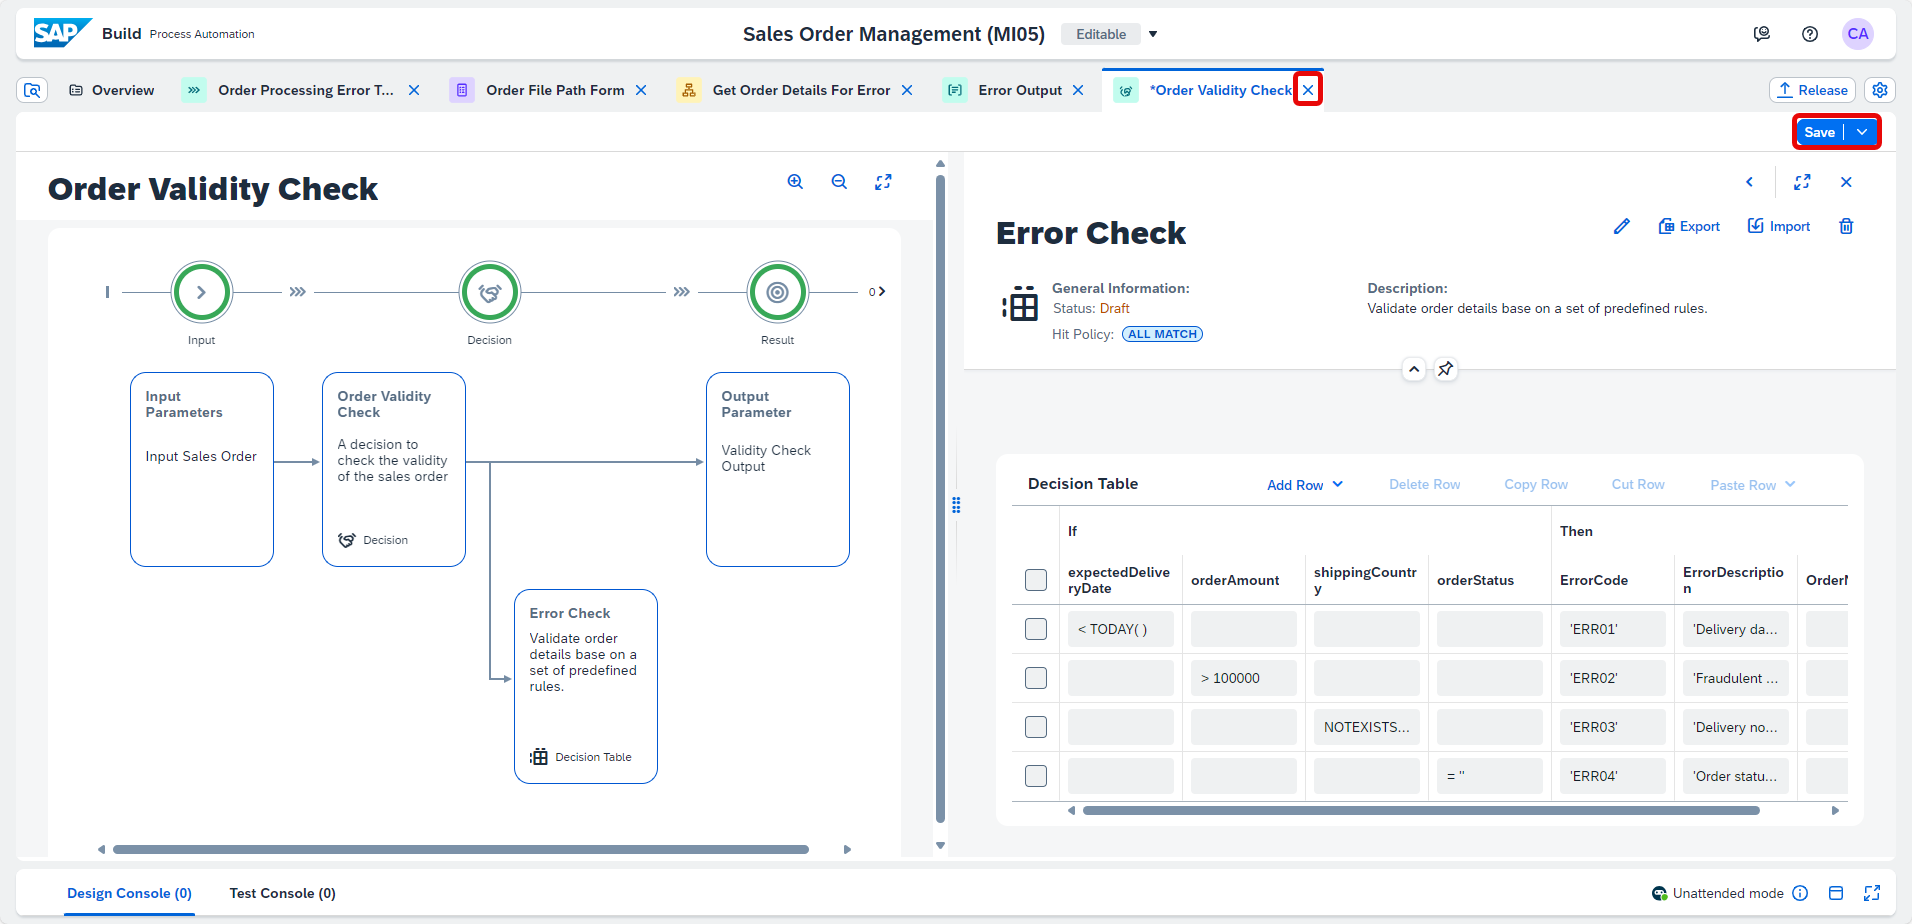 SAP Build Process Automation
Sales Order Management (MI05) Editable
CA
Overview
Order Processing Error T...
Order File Path Form
Get Order Details For Error
Error Output
*Order Validity Check
Release
Save
Order Validity Check
0
Input
Decision
Result
Input
Parameters
Input Sales Order
Order Validity
Check
A decision to
check the validity
of the sales order
Decision
Output
Parameter
Validity Check
Output
Error Check
Validate order
details base on a
set of predefined
rules.
Decision Table
Error Check
Export
Import
General Information:
Status: Draft
Hit Policy: ALL MATCH
Description:
Validate order details base on a set of predefined rules.
Decision Table
Add Row
Delete Row
Copy Row
Cut Row
Paste Row
If
Then
expectedDelive
ryDate
orderAmount
shippingCountr
y
orderStatus
ErrorCode
ErrorDescriptio
n
< TODAY( )
'ERR01'
'Delivery da...
> 100000
'ERR02'
'Fraudulent ...
NOTEXISTS...
'ERR03'
'Delivery no...
= ''
'ERR04'
'Order statu...
Design Console (0)
Test Console (0)
Unattended mode